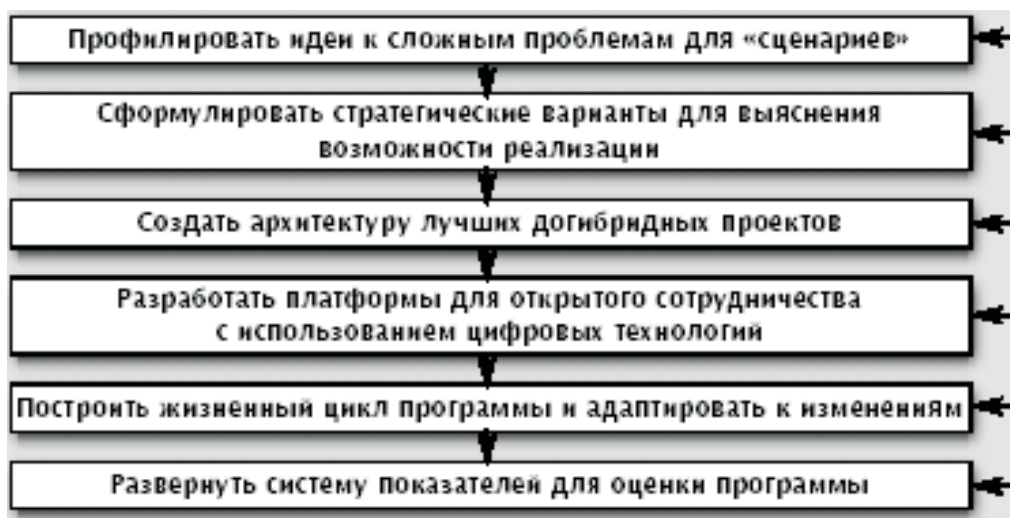 Профилировать идеи к сложным проблемам для «сценариев»
Сформулировать стратегические варианты для выяснения
возможности реализации
Создать архитектуру лучших догибридных проектов
Разработать платформы для открытого сотрудничества
с использованием цифровых технологий
Построить жизненный цикл программы и адаптировать к изменениям
Развернуть систему показателей для оценки программы